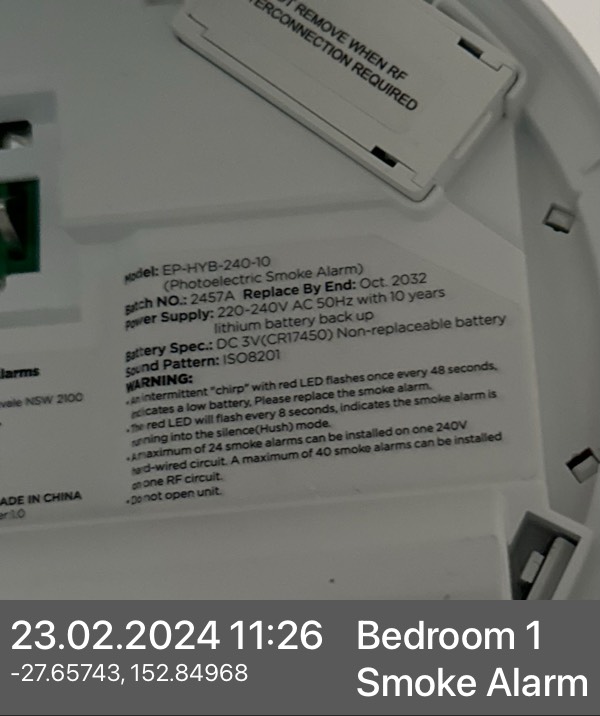 T REMOVE WHEN RF
TERCONNECTION REQUIRED
Model: EP-HYB-240-10
(Photoelectric Smoke Alarm)
Batch NO.: 2457A Replace By End: Oct. 2032
Power Supply: 220-240V AC 50Hz with 10 years
lithium battery back up
Battery Spec.: DC 3V(CR17450) Non-replaceable battery
Sound Pattern: ISO8201
WARNING:
• An intermittent "chirp" with red LED flashes once every 48 seconds,
indicates a low battery. Please replace the smoke alarm.
• The red LED will flash every 8 seconds, indicates the smoke alarm is
running into the silence(Hush) mode.
• A maximum of 24 smoke alarms can be installed on one 240V
hard-wired circuit. A maximum of 40 smoke alarms can be installed
on one RF circuit.
• Do not open unit.
larms
vale NSW 2100
ADE IN CHINA
er:1.0
23.02.2024 11:26
-27.65743, 152.84968
Bedroom 1
Smoke Alarm